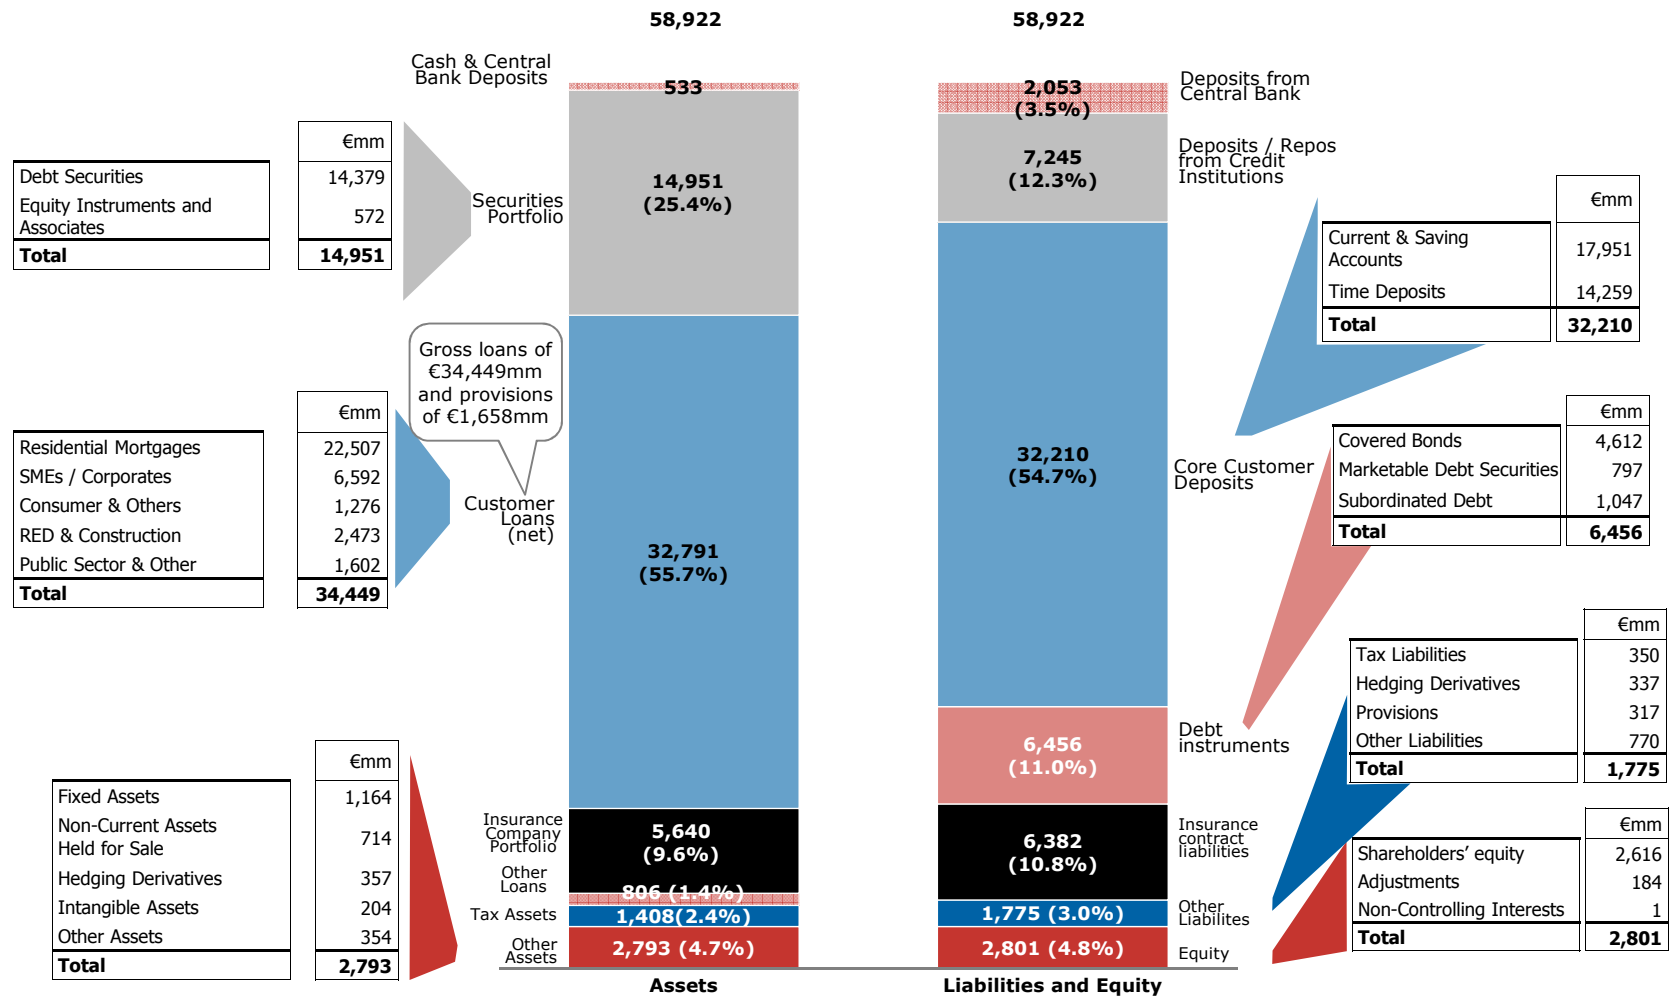 58,922
58,922
Cash & Central
Bank Deposits
533
2,053
(3.5%)
Deposits from
Central Bank
€mm
Debt Securities 14,379
Equity Instruments and
Associates 572
Total 14,951
Securities
Portfolio
14,951
(25.4%)
7,245
(12.3%)
Deposits / Repos
from Credit
Institutions
€mm
Current & Saving
Accounts 17,951
Time Deposits 14,259
Total 32,210
Gross loans of
€34,449mm
and provisions
of €1,658mm
€mm
Residential Mortgages 22,507
SMEs / Corporates 6,592
Consumer & Others 1,276
RED & Construction 2,473
Public Sector & Other 1,602
Total 34,449
Customer
Loans
(net)
32,791
(55.7%)
32,210
(54.7%)
Core Customer
Deposits
€mm
Covered Bonds 4,612
Marketable Debt Securities 797
Subordinated Debt 1,047
Total 6,456
6,456
(11.0%)
Debt
instruments
€mm
Tax Liabilities 350
Hedging Derivatives 337
Provisions 317
Other Liabilities 770
Total 1,775
€mm
Fixed Assets 1,164
Non-Current Assets
Held for Sale 714
Hedging Derivatives 357
Intangible Assets 204
Other Assets 354
Total 2,793
Insurance
Company
Portfolio
5,640
(9.6%)
6,382
(10.8%)
Insurance
contract
liabilities
Other
Loans
806 (1.4%)
Tax Assets
1,408(2.4%)
1,775 (3.0%)
Other
Liabilites
Other
Assets
2,793 (4.7%)
2,801 (4.8%)
Equity
€mm
Shareholders’ equity 2,616
Adjustments 184
Non-Controlling Interests 1
Total 2,801
Assets
Liabilities and Equity